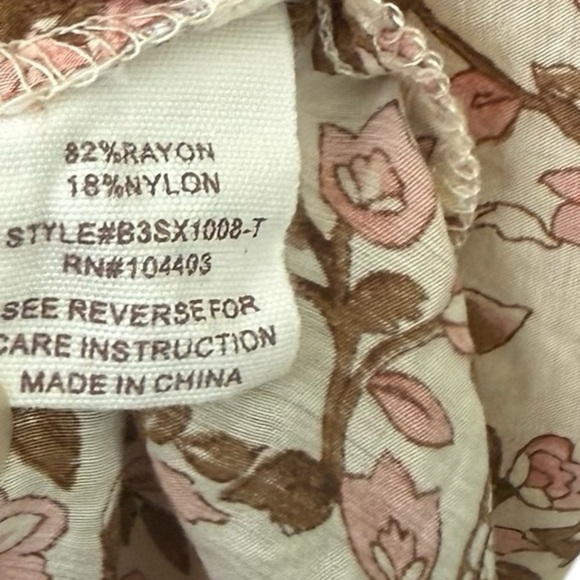 82%RAYON
18%NYLON
STYLE#B3SX1008-T
RN#104403
SEE REVERSE FOR
CARE INSTRUCTION
MADE IN CHINA